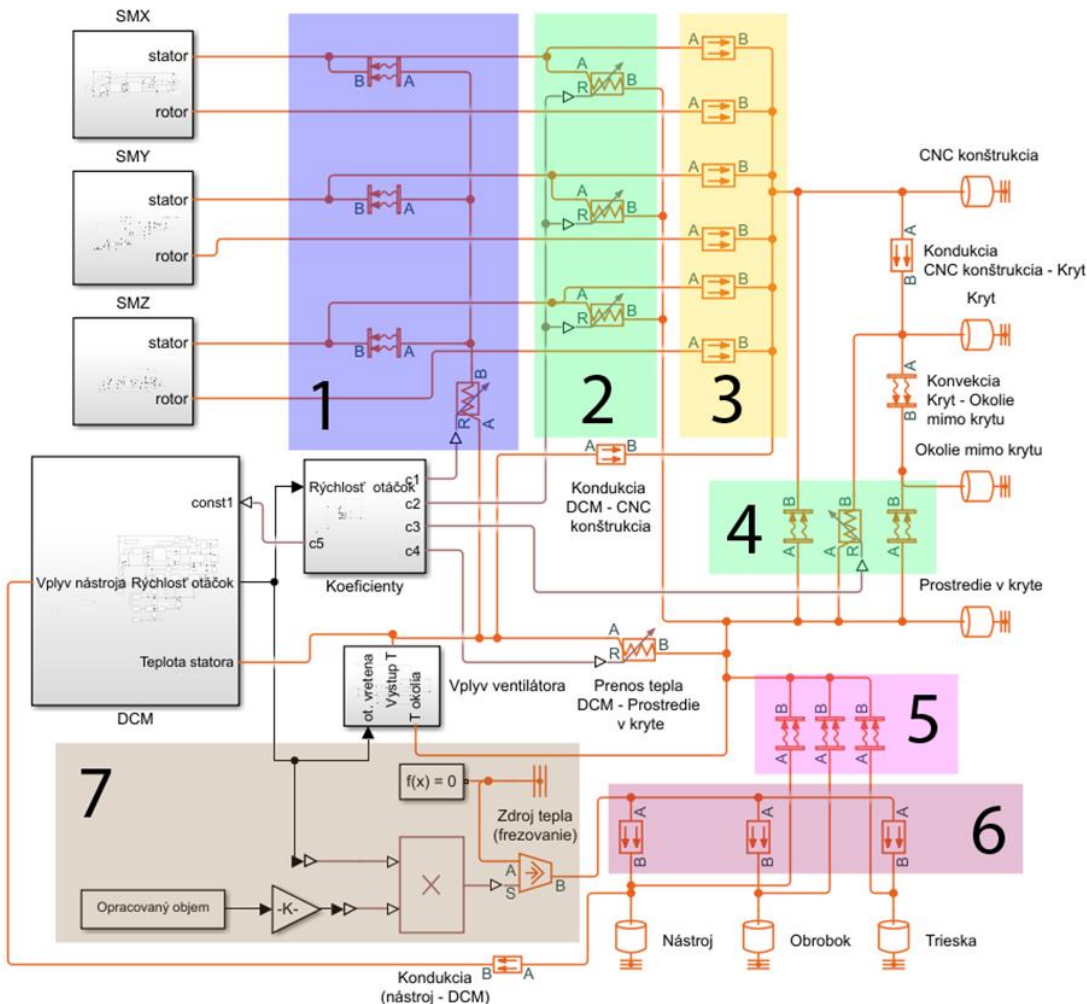 SMX
stator
rotor
SMY
stator
rotor
SMZ
stator
rotor
B A
B A
B A
B
R A
1
A
R B
A
R B
A
R B
2
A B
A B
A B
A B
A B
A B
3
CNC konštrukcia
A
B
Kondukcia
CNC konštrukcia - Kryt
Kryt
A
B
Konvekcia
Kryt - Okolie
mimo krytu
Okolie mimo krytu
A B
Kondukcia
DCM - CNC
konštrukcia
4
B
A
B
A R
B
A
Prostredie v kryte
const1
Vplyv nástroja
Rýchlosť otáčok
Teplota statora
DCM
Rýchlosť otáčok
c1
c2
c3
c4
c5
Koeficienty
ot. vretena
Výstup T
T okolia
Vplyv ventilátora
A
R B
Prenos tepla
DCM - Prostredie
v kryte
5
B B B
A A A
6
A A A
B B B
7
f(x) = 0
Zdroj tepla
(frezovanie)
A
S B
Opracovaný objem
-K-
Nástroj
Obrobok
Trieska
B A
Kondukcia
(nástroj - DCM)